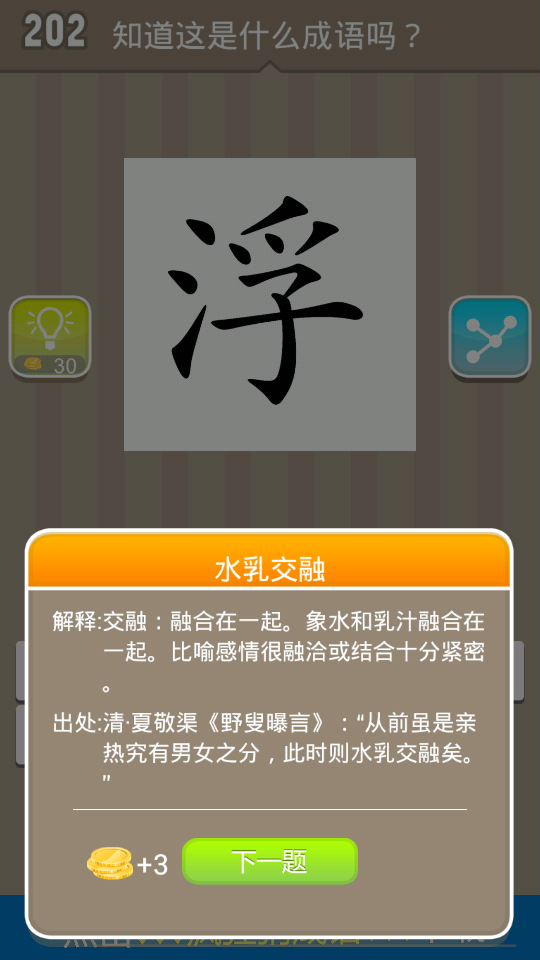 202 知道这是什么成语吗？
浮
30
水乳交融
解释:交融：融合在一起。象水和乳汁融合在
一起。比喻感情很融洽或结合十分紧密
。
出处:清·夏敬渠《野叟曝言》：“从前虽是亲
热究有男女之分，此时则水乳交融矣。
”
+3 下一题